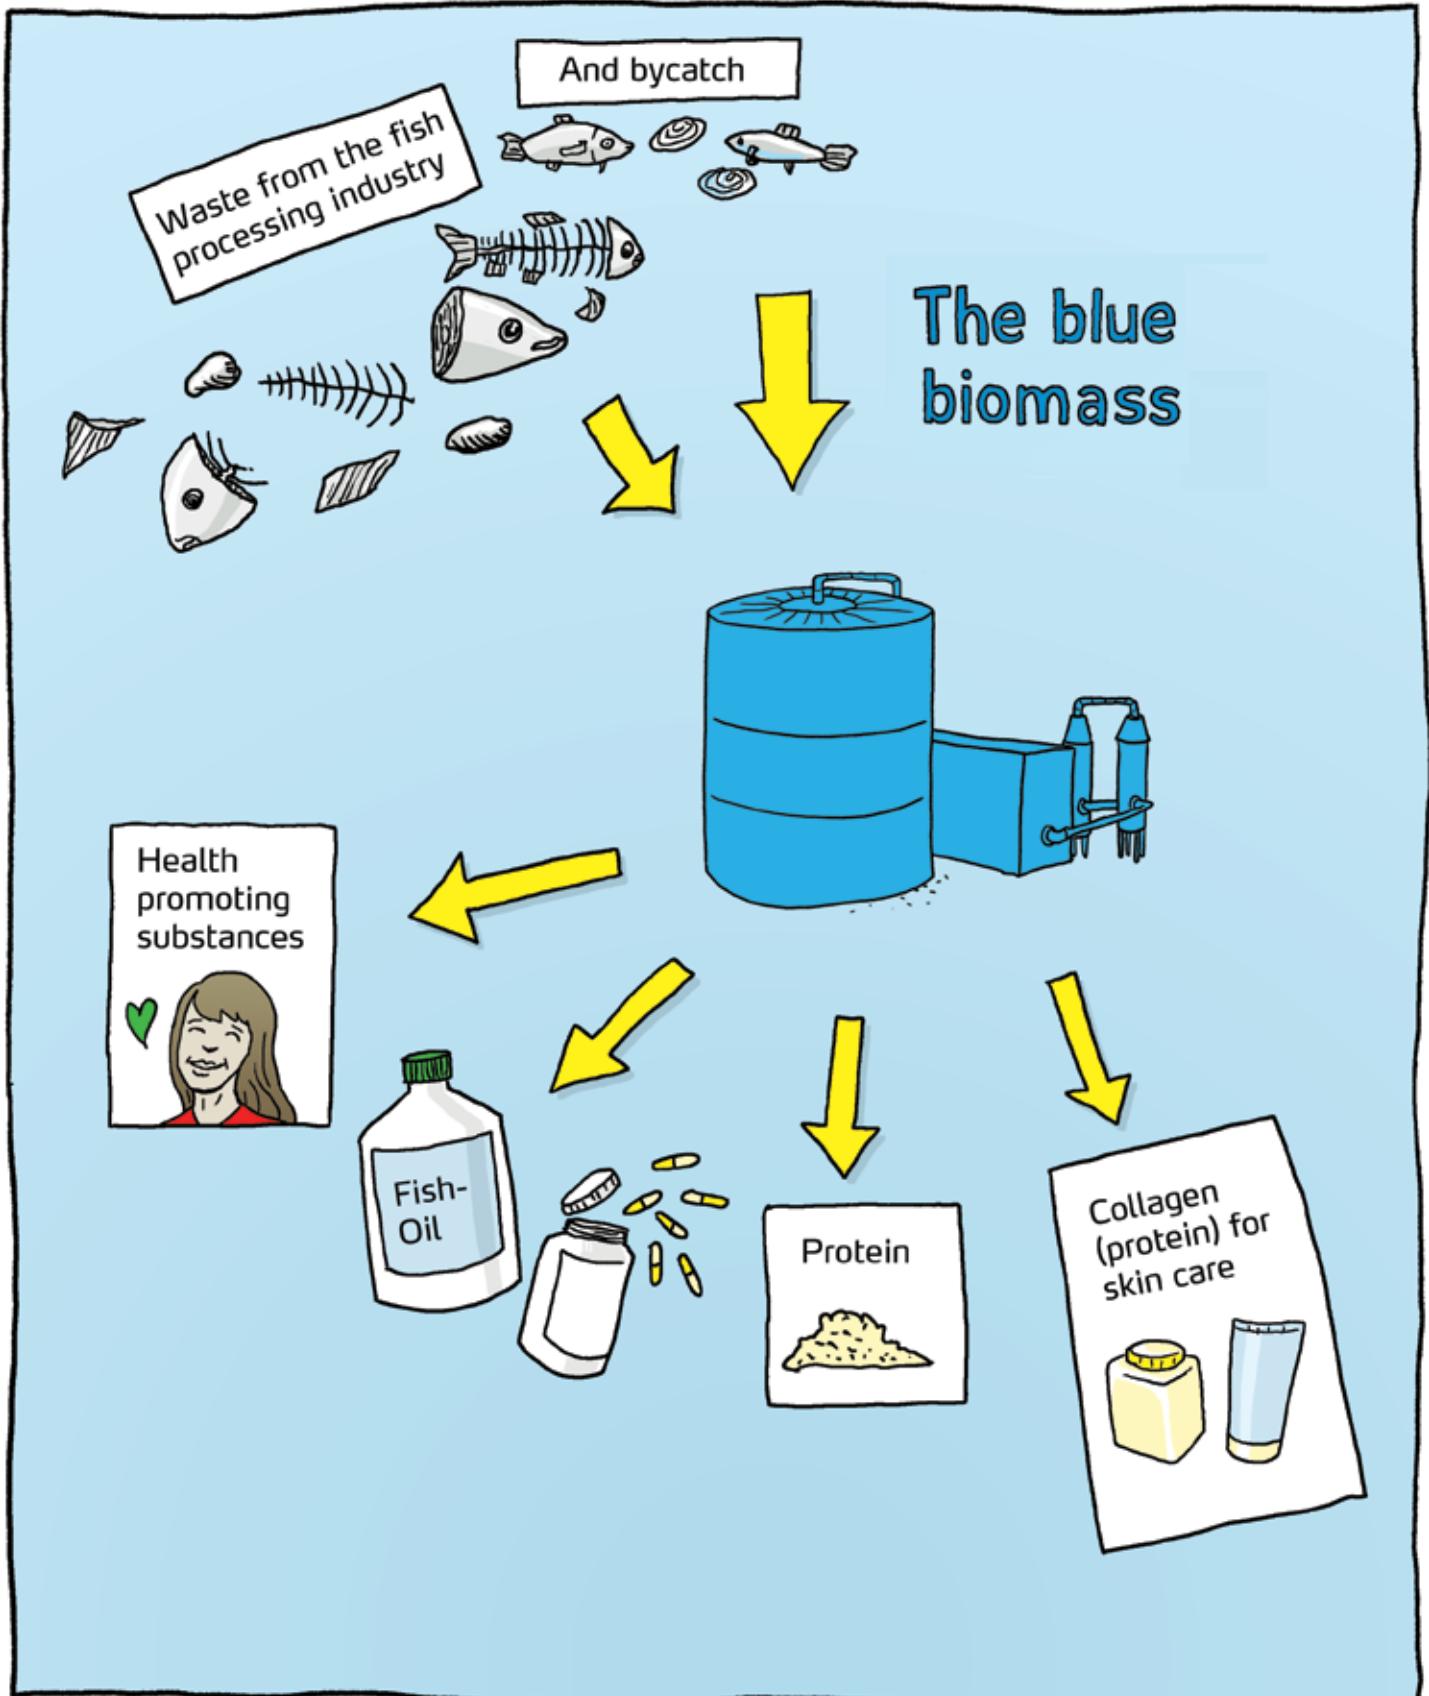 And bycatch
Waste from the fish
processing industry
The blue
biomass
Health
promoting
substances
Fish-
Oil
Protein
Collagen
(protein) for
skin care